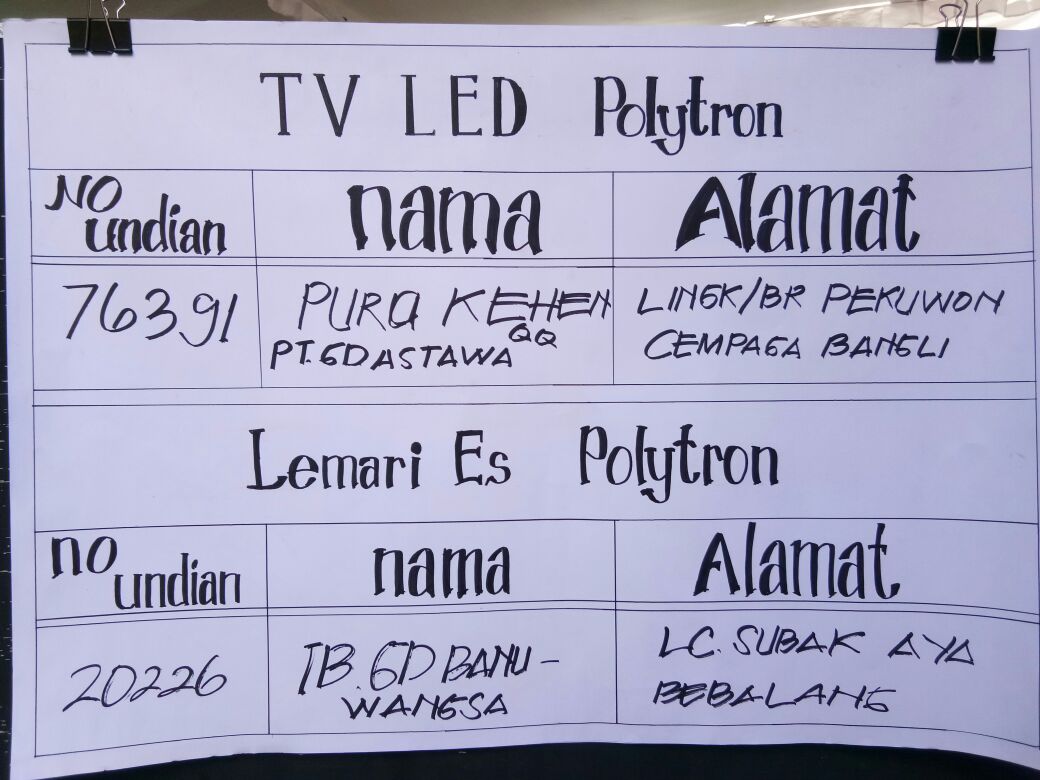 TV LED Polytron
NO undian nama Alamat
76391 PURA KEHEN QQ LINGK/BR PEKUWON
PT. GD ASTAWA CEMPAGA BANGLI
Lemari Es Polytron
no undian nama Alamat
20226 IB. GD BANU- LC. SUBAK AYA
WANGSA BEBALANG